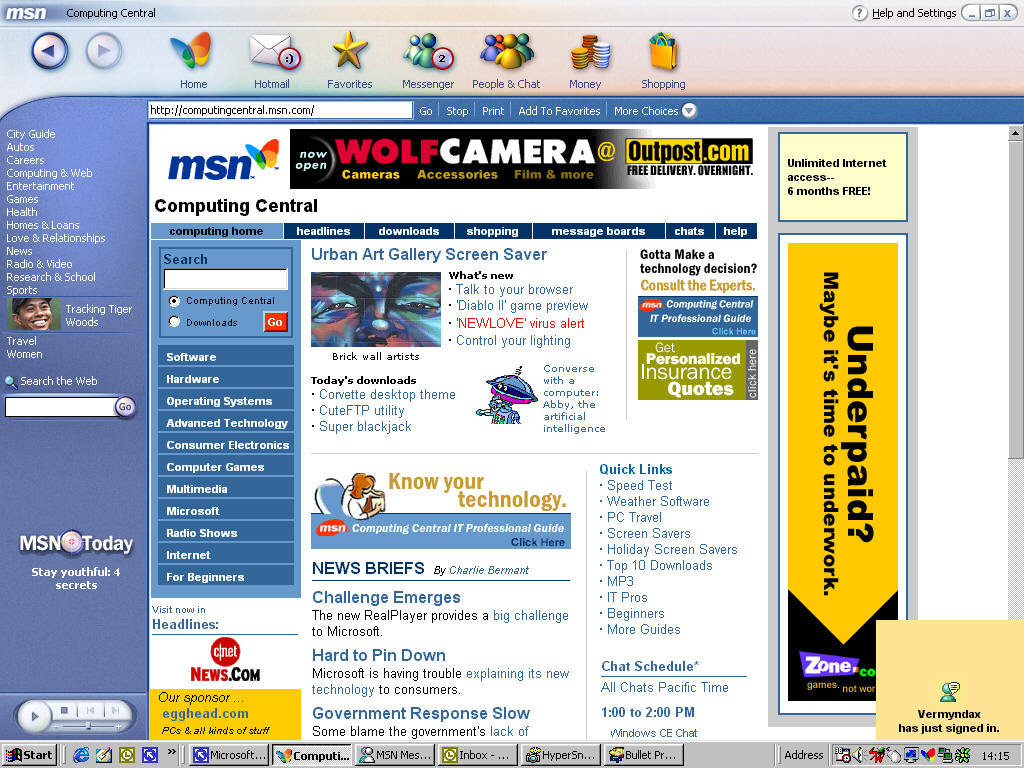 msn Computing Central
Help and Settings
Home
Hotmail
Favorites
2
Messenger
People & Chat
Money
Shopping
http://computingcentral.msn.com/
Go
Stop
Print
Add To Favorites
More Choices
City Guide
Autos
Careers
Computing & Web
Entertainment
Games
Health
Homes & Loans
Love & Relationships
News
Radio & Video
Research & School
Sports
Tracking Tiger
Woods
Travel
Women
Search the Web
Go
MSN Today
Stay youthful: 4
secrets
msn
now
open
WOLFCAMERA@
Cameras Accessories Film & more
Outpost.com
FREE DELIVERY. OVERNIGHT.
Computing Central
computing home
headlines
downloads
shopping
message boards
chats
help
Search
Computing Central
Downloads
Go
Software
Hardware
Operating Systems
Advanced Technology
Consumer Electronics
Computer Games
Multimedia
Microsoft
Radio Shows
Internet
For Beginners
Visit now in
Headlines:
c|net
NEWS.COM
Our sponsor ...
egghead.com
PCs & all kinds of stuff
Urban Art Gallery Screen Saver
Brick wall artists
What's new
· Talk to your browser
· 'Diablo II' game preview
· 'NEWLOVE' virus alert
· Control your lighting
Today's downloads
· Corvette desktop theme
· CuteFTP utility
· Super blackjack
Converse
with a
computer:
Abby, the
artificial
intelligence
Gotta Make a
technology decision?
Consult the Experts.
msn Computing Central
IT Professional Guide
Click Here
Get
Personalized
Insurance
Quotes
click here
Know your
technology.
msn Computing Central IT Professional Guide
Click Here
NEWS BRIEFS By Charlie Bermant
Challenge Emerges
The new RealPlayer provides a big challenge
to Microsoft.
Hard to Pin Down
Microsoft is having trouble explaining its new
technology to consumers.
Government Response Slow
Some blame the government's lack of
Quick Links
· Speed Test
· Weather Software
· PC Travel
· Screen Savers
· Holiday Screen Savers
· Top 10 Downloads
· MP3
· IT Pros
· Beginners
· More Guides
Chat Schedule*
All Chats Pacific Time
1:00 to 2:00 PM
Windows CE Chat
Unlimited Internet
access--
6 months FREE!
Underpaid?
Maybe it's time to underwork.
Zone.co
games. not wor
Vermyndax
has just signed in.
Start
»
Microsoft...
Computi...
MSN Mes...
Inbox - ...
HyperSn...
Bullet Pr...
Address
14:15